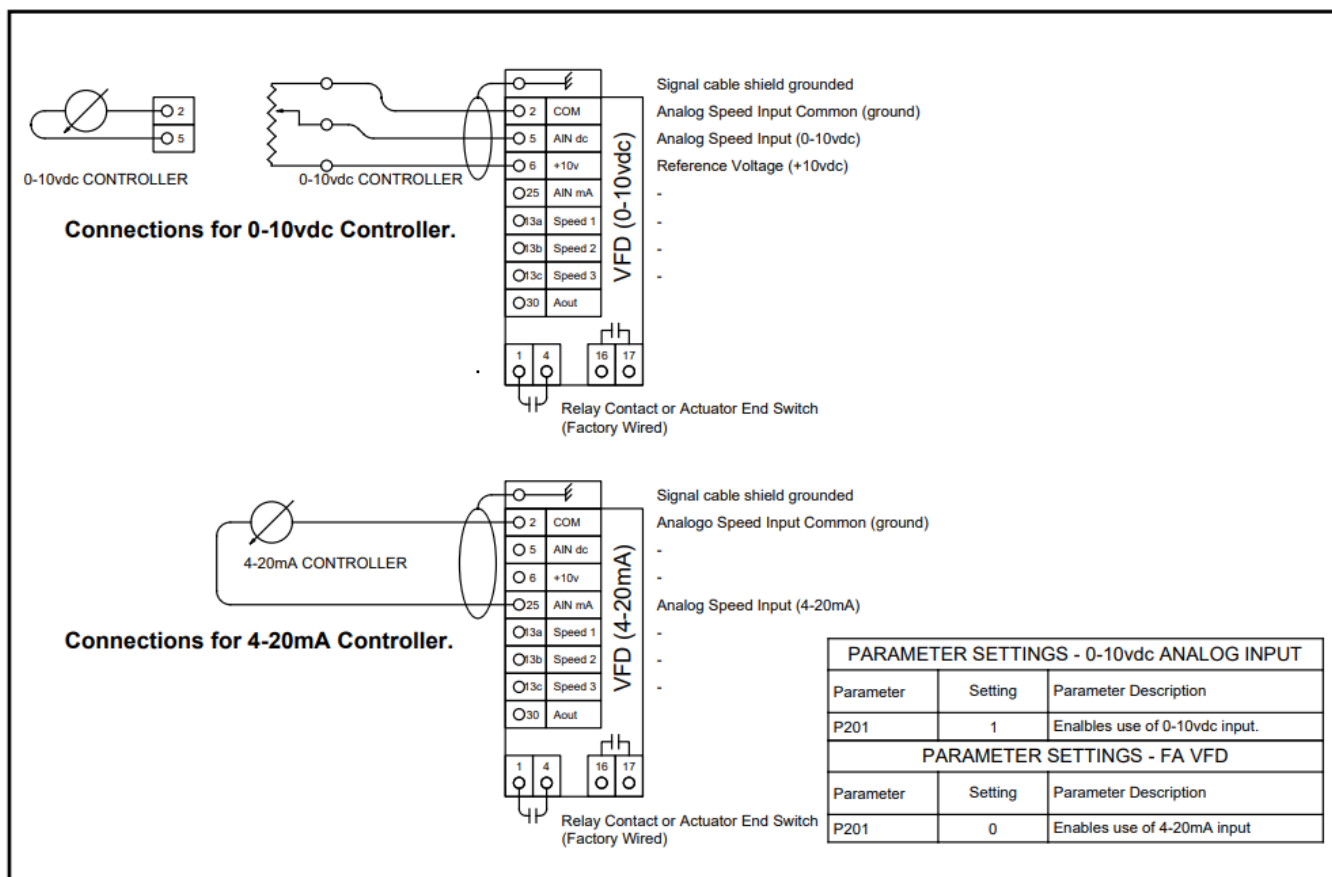 Signal cable shield grounded
2 COM Analog Speed Input Common (ground)
2
5 AIN dc Analog Speed Input (0-10vdc)
5
6 +10v Reference Voltage (+10vdc)
0-10vdc CONTROLLER 0-10vdc CONTROLLER
25 AIN mA -
13a Speed 1 -
Connections for 0-10vdc Controller.
13b Speed 2 -
13c Speed 3 -
30 Aout
VFD (0-10vdc)
1 4 16 17
Relay Contact or Actuator End Switch
(Factory Wired)
Signal cable shield grounded
2 COM Analogo Speed Input Common (ground)
5 AIN dc -
4-20mA CONTROLLER
6 +10v -
25 AIN mA Analog Speed Input (4-20mA)
13a Speed 1 -
Connections for 4-20mA Controller.
13b Speed 2 -
13c Speed 3 -
30 Aout
VFD (4-20mA)
1 4 16 17
Relay Contact or Actuator End Switch
(Factory Wired)
PARAMETER SETTINGS - 0-10vdc ANALOG INPUT
Parameter Setting Parameter Description
P201 1 Enalbles use of 0-10vdc input.
PARAMETER SETTINGS - FA VFD
Parameter Setting Parameter Description
P201 0 Enables use of 4-20mA input